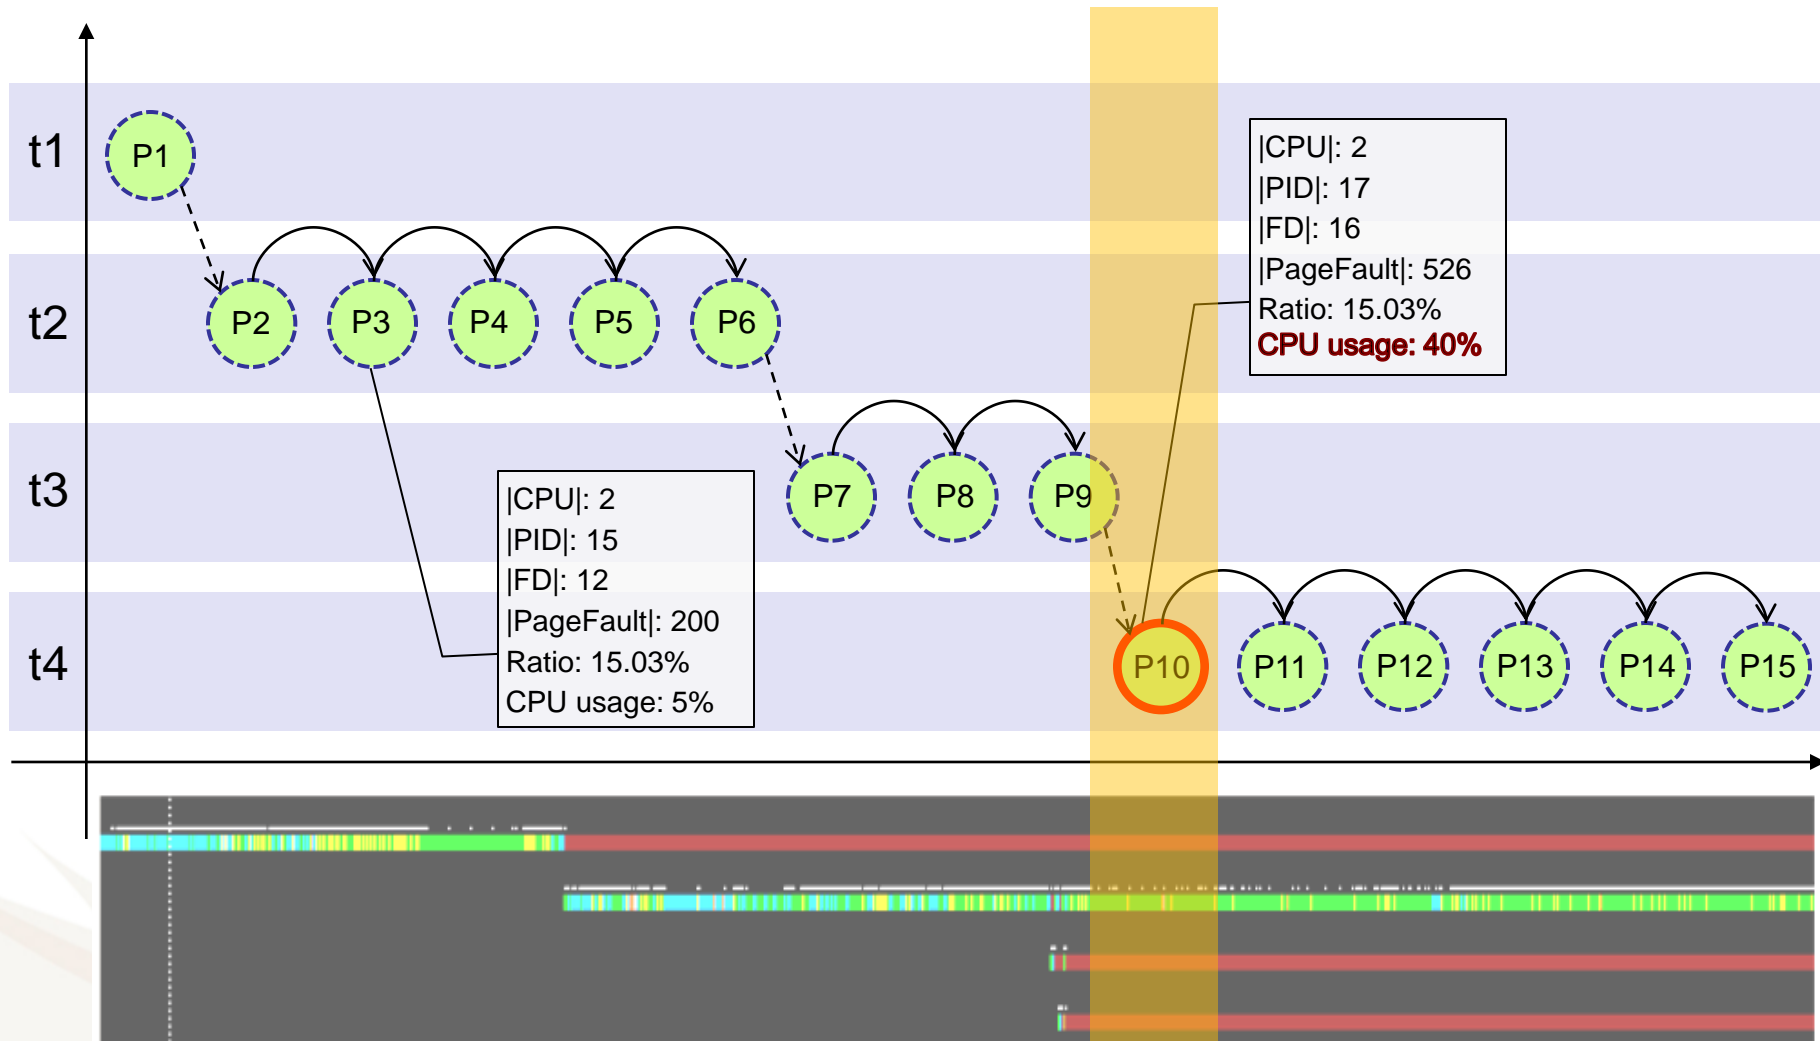 t1
P1
|CPU|: 2
|PID|: 17
|FD|: 16
|PageFault|: 526
Ratio: 15.03%
CPU usage: 40%
t2
P2 P3 P4 P5 P6
t3
P7 P8 P9
|CPU|: 2
|PID|: 15
|FD|: 12
|PageFault|: 200
Ratio: 15.03%
CPU usage: 5%
t4
P10 P11 P12 P13 P14 P15